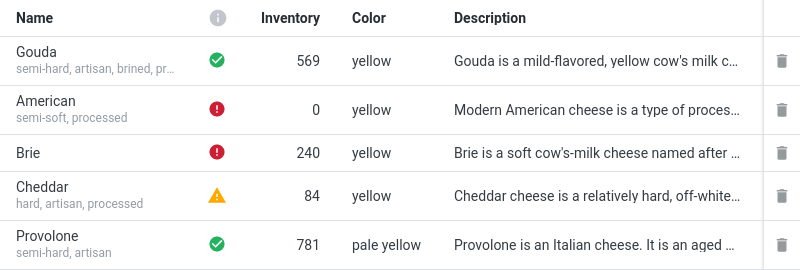 Name Inventory Color Description
Gouda
semi-hard, artisan, brined, pr…
569 yellow Gouda is a mild-flavored, yellow cow's milk c…
American
semi-soft, processed
0 yellow Modern American cheese is a type of proces…
Brie 240 yellow Brie is a soft cow's-milk cheese named after …
Cheddar
hard, artisan, processed
84 yellow Cheddar cheese is a relatively hard, off-white…
Provolone
semi-hard, artisan
781 pale yellow Provolone is an Italian cheese. It is an aged …